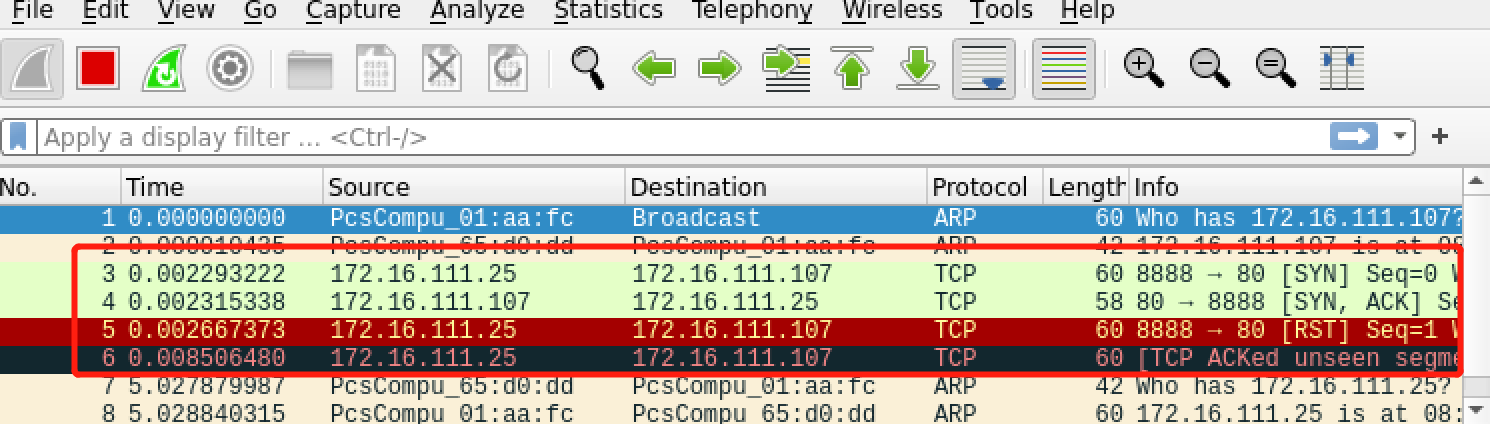 File Edit View Go Capture Analyze Statistics Telephony Wireless Tools Help
Apply a display filter ... <Ctrl-/>
No. Time Source Destination Protocol Length Info
1 0.000000000 PcsCompu_01:aa:fc Broadcast ARP 60 Who has 172.16.111.107?
2 0.000010435 PcsCompu_65:d0:dd PcsCompu_01:aa:fc ARP 42 172.16.111.107 is at 08
3 0.002293222 172.16.111.25 172.16.111.107 TCP 60 8888 → 80 [SYN] Seq=0 W
4 0.002315338 172.16.111.107 172.16.111.25 TCP 58 80 → 8888 [SYN, ACK] Se
5 0.002667373 172.16.111.25 172.16.111.107 TCP 60 8888 → 80 [RST] Seq=1 W
6 0.008506480 172.16.111.25 172.16.111.107 TCP 60 [TCP ACKed unseen segme
7 5.027879987 PcsCompu_65:d0:dd PcsCompu_01:aa:fc ARP 42 Who has 172.16.111.25?
8 5.028840315 PcsCompu_01:aa:fc PcsCompu_65:d0:dd ARP 60 172.16.111.25 is at 08: